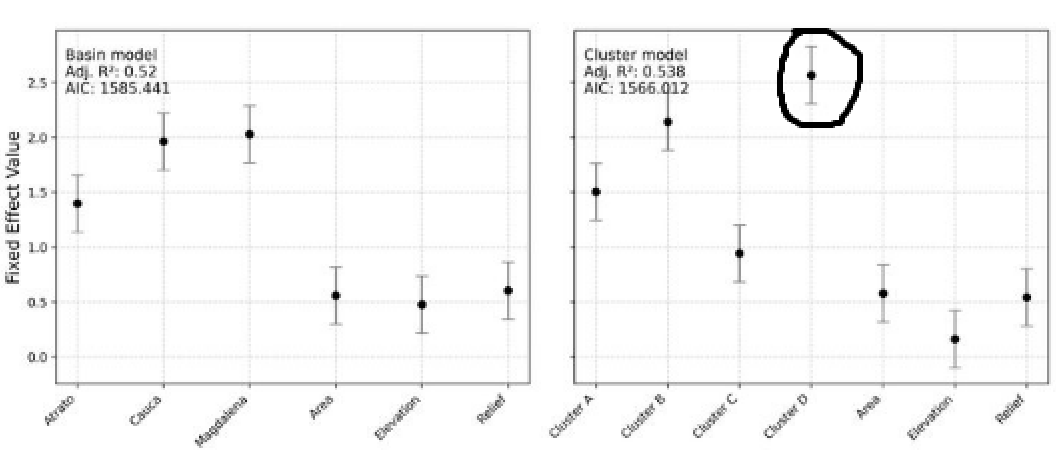 Basin model
Adj. R²: 0.52
AIC: 1585.441
Cluster model
Adj. R²: 0.538
AIC: 1566.012
Fixed Effect Value
2.5
2.0
1.5
1.0
0.5
0.0
Atrato
Cauca
Magdalena
Area
Elevation
Relief
Cluster A
Cluster B
Cluster C
Cluster D
Area
Elevation
Relief